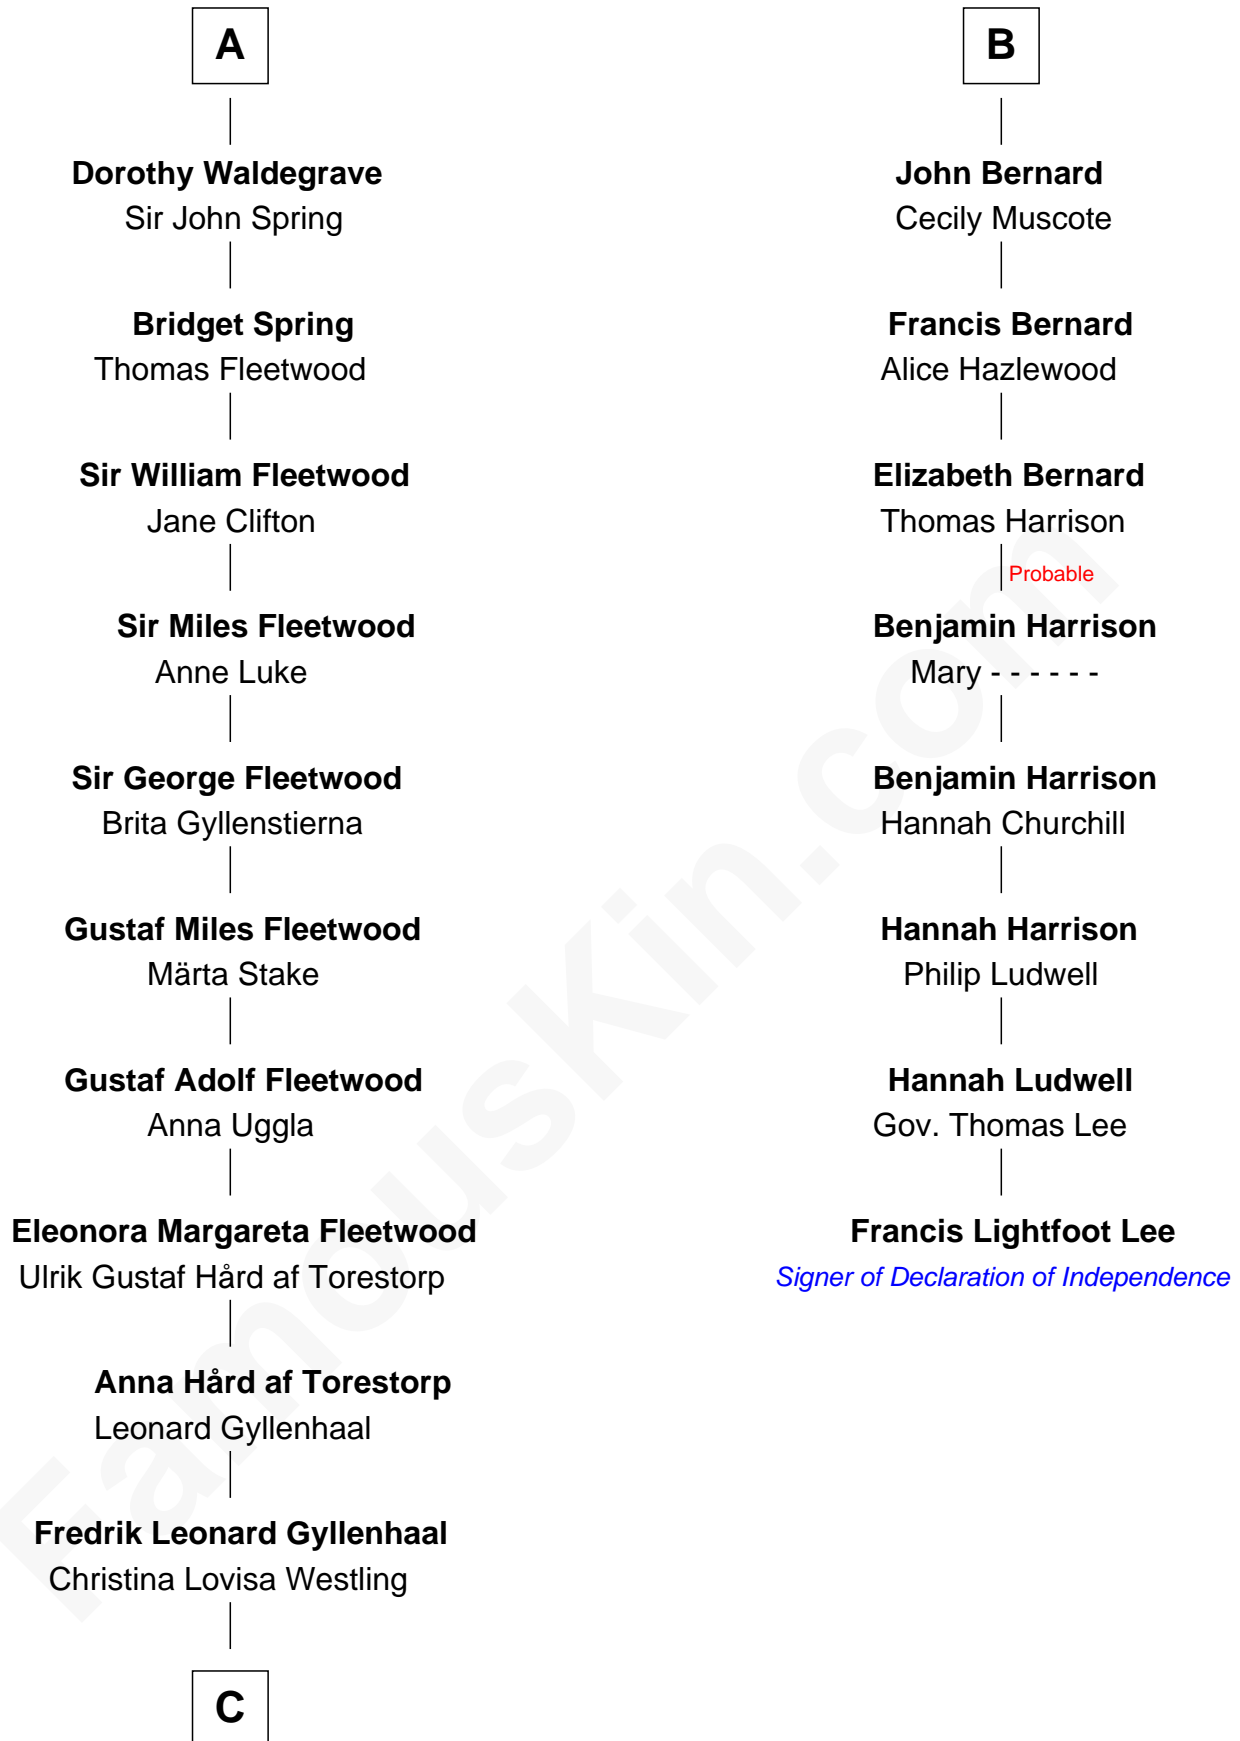 A
Dorothy Waldegrave
Sir John Spring
Bridget Spring
Thomas Fleetwood
Sir William Fleetwood
Jane Clifton
Sir Miles Fleetwood
Anne Luke
Sir George Fleetwood
Brita Gyllenstierna
Gustaf Miles Fleetwood
Märta Stake
Gustaf Adolf Fleetwood
Anna Uggla
Eleonora Margareta Fleetwood
Ulrik Gustaf Hård af Torestorp
Anna Hård af Torestorp
Leonard Gyllenhaal
Fredrik Leonard Gyllenhaal
Christina Lovisa Westling
C
B
John Bernard
Cecily Muscote
Francis Bernard
Alice Hazlewood
Elizabeth Bernard
Thomas Harrison
Probable
Benjamin Harrison
Mary - - - - - -
Benjamin Harrison
Hannah Churchill
Hannah Harrison
Philip Ludwell
Hannah Ludwell
Gov. Thomas Lee
Francis Lightfoot Lee
Signer of Declaration of Independence
FamousKin.com